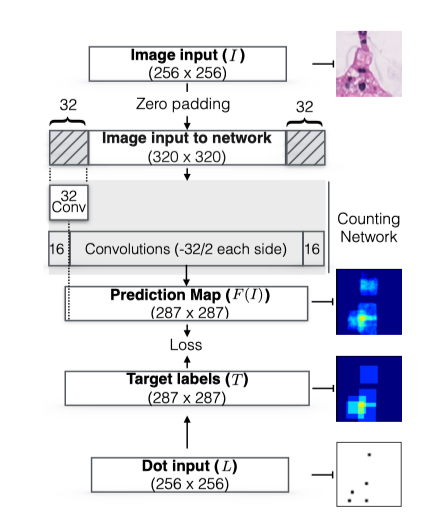 Image input (I)
(256 x 256)
32
Zero padding
32
Image input to network
(320 x 320)
32
Conv
Counting
Network
16
Convolutions (-32/2 each side)
16
Prediction Map (F(I))
(287 x 287)
Loss
Target labels (T)
(287 x 287)
Dot input (L)
(256 x 256)